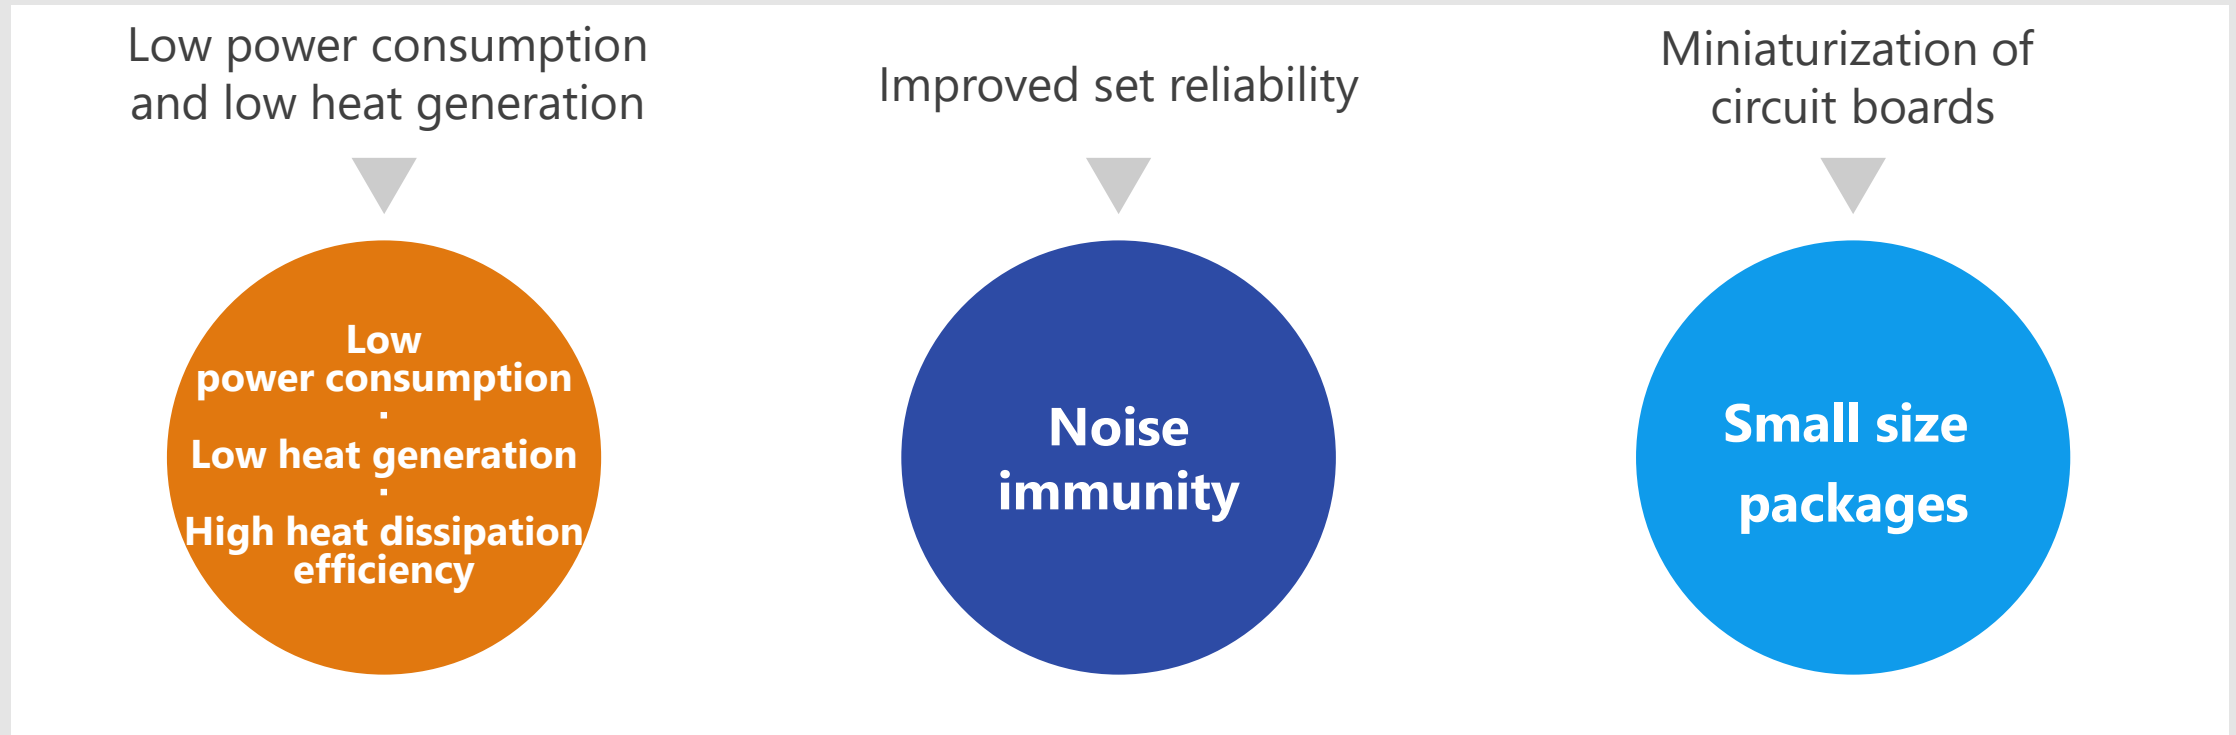 Low power consumption
and low heat generation
Low
power consumption
·
Low heat generation
·
High heat dissipation
efficiency
Improved set reliability
Noise
immunity
Miniaturization of
circuit boards
Small size
packages